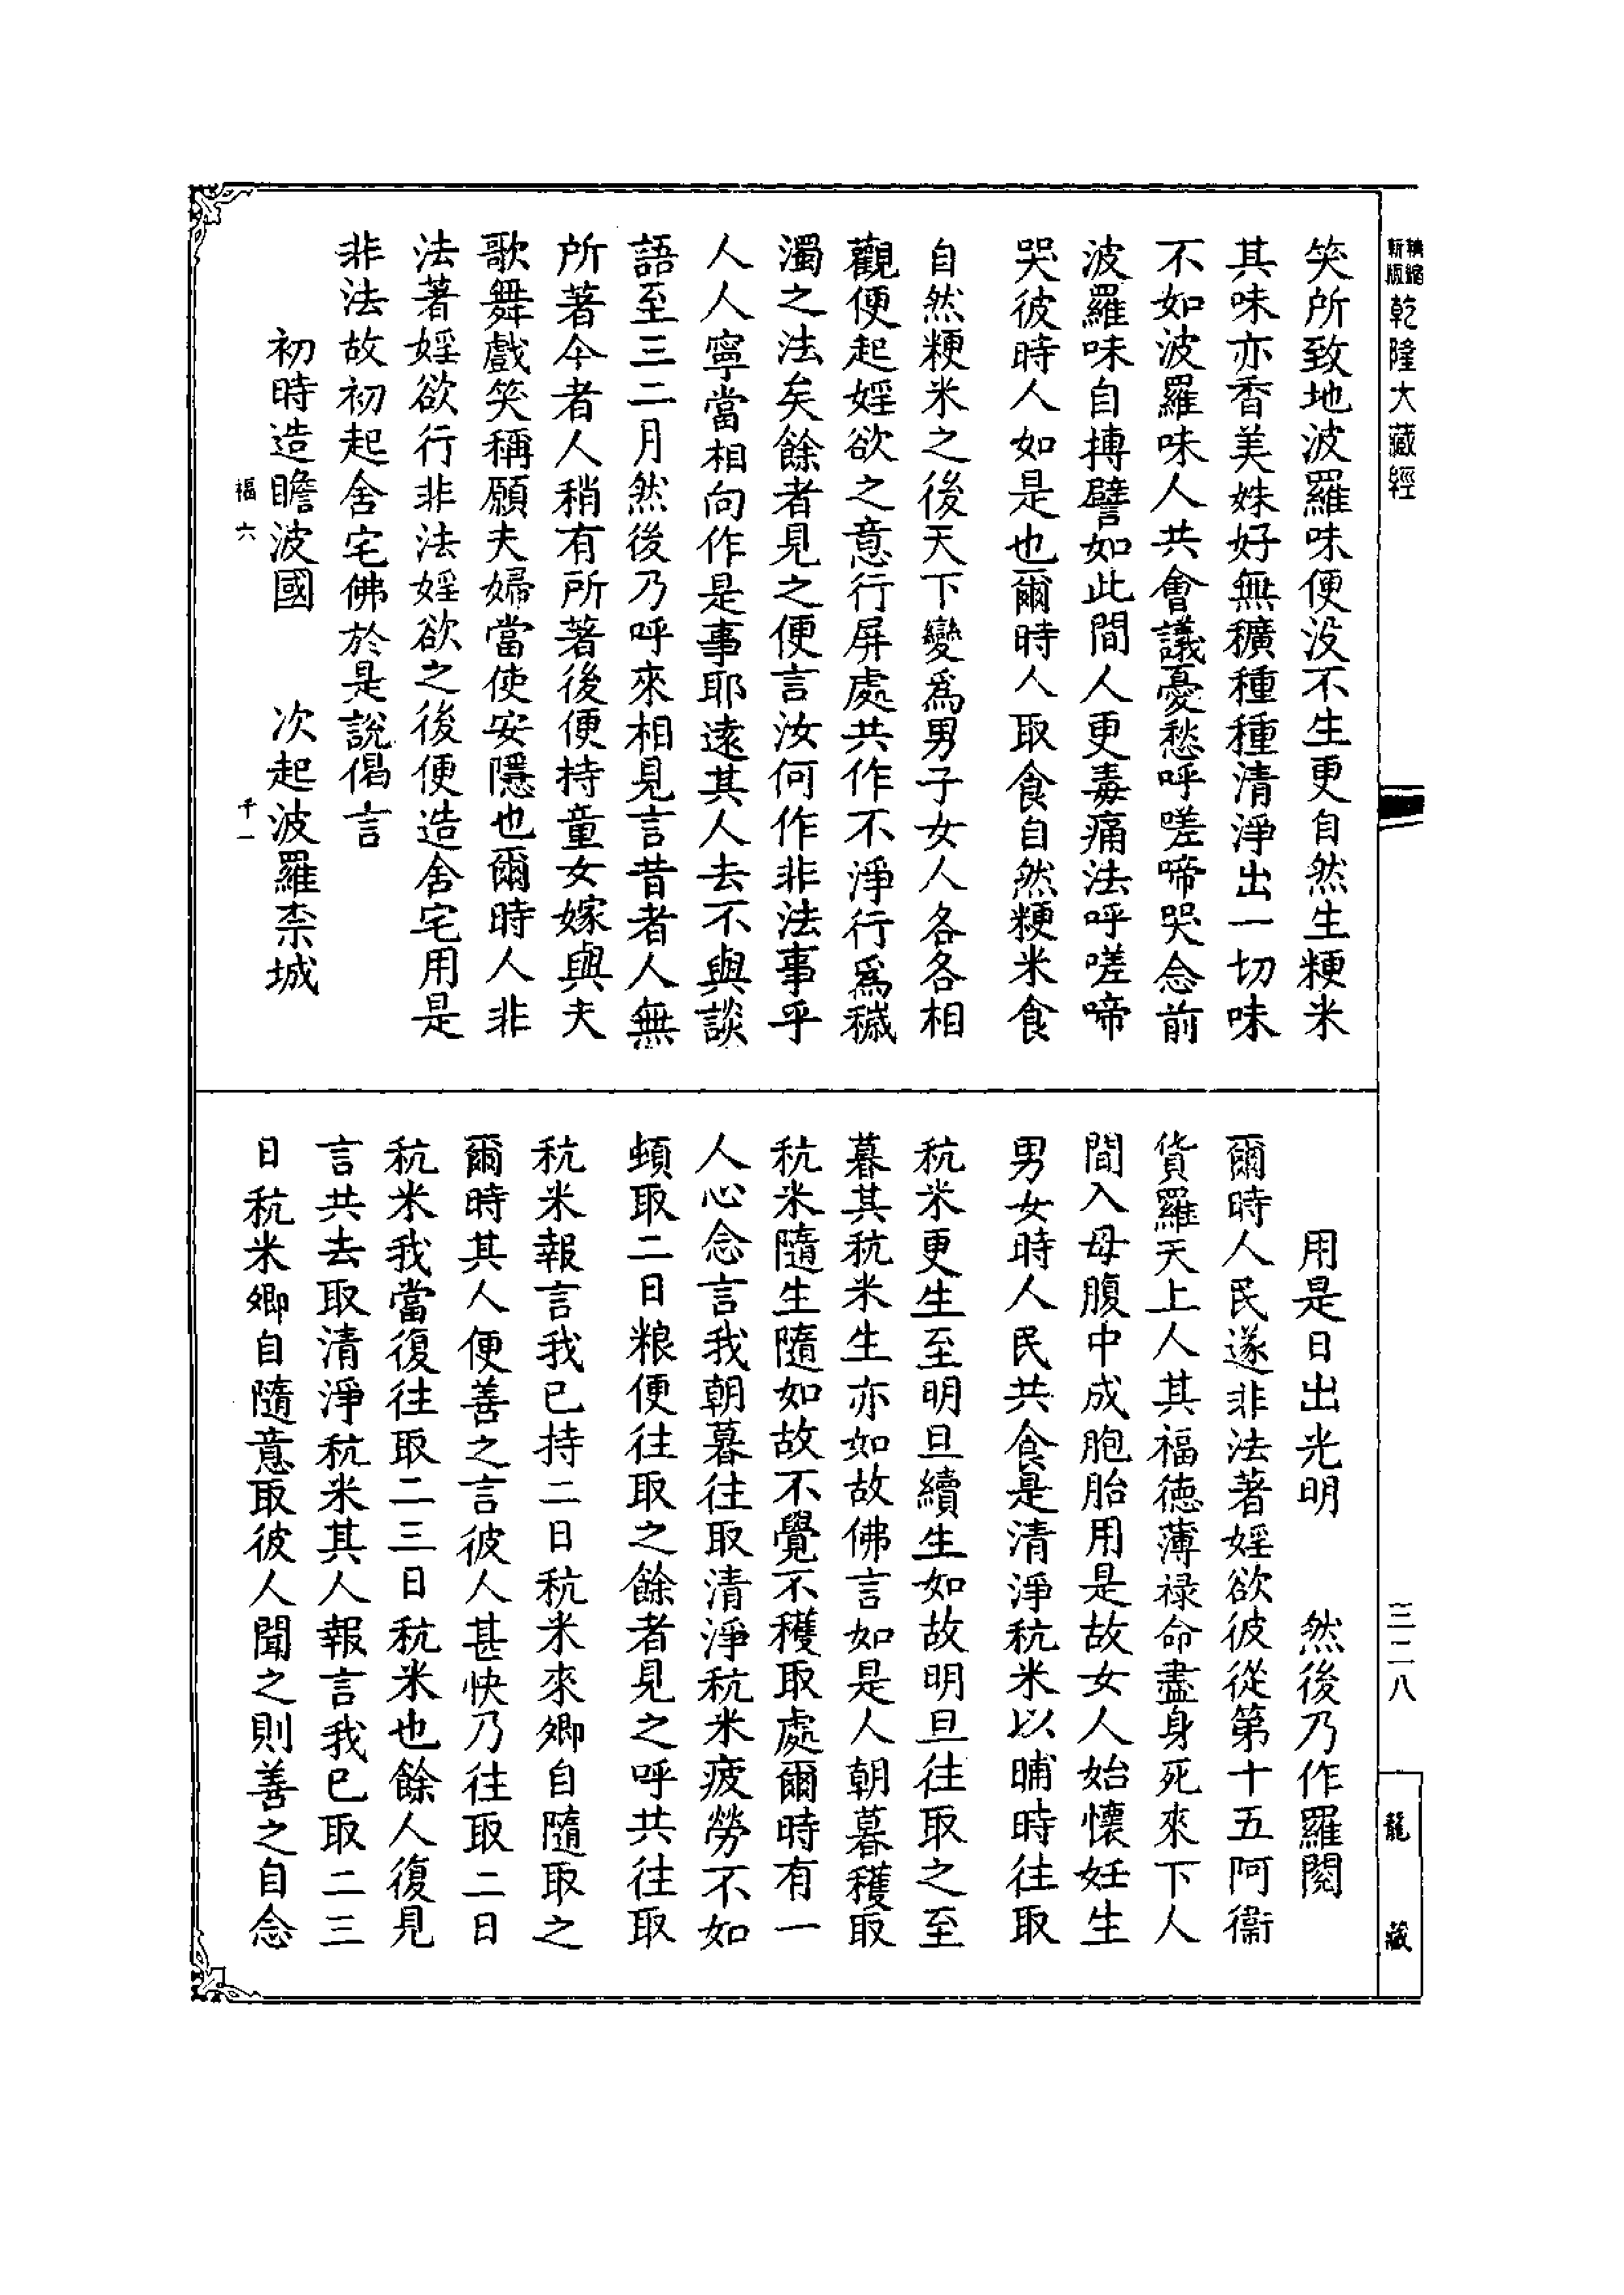 精縮新版乾隆大藏經
三二八
龍藏
笑所致地波羅味便没不生更自然生粳米
其味亦香美姝好無穬種種清淨出一切味
不如波羅味人共會議憂愁呼嗟啼哭念前
波羅味自摶譬如此間人更毒痛法呼嗟啼
哭彼時人如是也爾時人取食自然粳米食
自然粳米之後天下變爲男子女人各各相
觀便起婬欲之意行屏處共作不淨行爲穢
濁之法矣餘者見之便言汝何作非法事乎
人人寧當相向作是事耶遠其人去不與談
語至三二月然後乃呼來相見言昔者人無
所著今者人稍有所著後便持童女嫁與夫
歌舞戲笑稱願夫婦當使安隱也爾時人非
法著婬欲行非法婬欲之後便造舍宅用是
非法故初起舍宅佛於是說偈言
初時造瞻波國 次起波羅柰城
福六 千一
用是日出光明 然後乃作羅閱
爾時人民遂非法著婬欲彼從第十五阿衞
貨羅天上人其福德薄禄命盡身死來下人
間入母腹中成胞胎用是故女人始懷妊生
男女時人民共食是清淨秔米以晡時往取
秔米更生至明旦續生如故明旦往取之至
暮其秔米生亦如故佛言如是人朝暮穫取
秔米隨生隨如故不覺不穫取處爾時有一
人心念言我朝暮往取清淨秔米疲勞不如
頓取二日粮便往取之餘者見之呼共往取
秔米報言我已持二日秔米來卿自隨取之
爾時其人便善之言彼人甚快乃往取二日
秔米我當復往取二三日秔米也餘人復見
言共去取清淨秔米其人報言我已取二三
日秔米卿自隨意取彼人聞之則善之自念